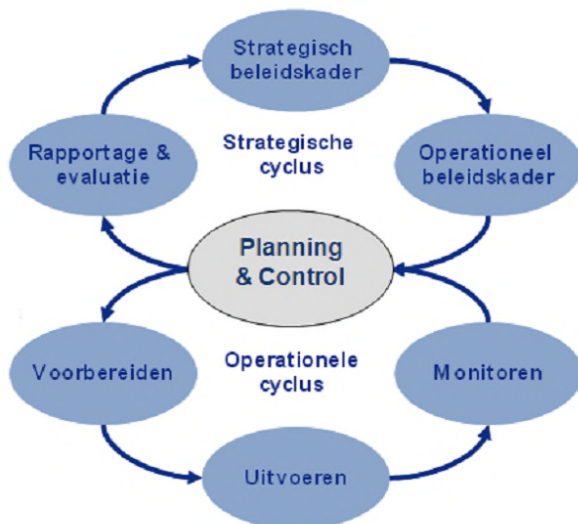 Strategisch
beleidskader
Rapportage &
evaluatie
Strategische
cyclus
Operationeel
beleidskader
Planning
& Control
Voorbereiden
Operationele
cyclus
Monitoren
Uitvoeren